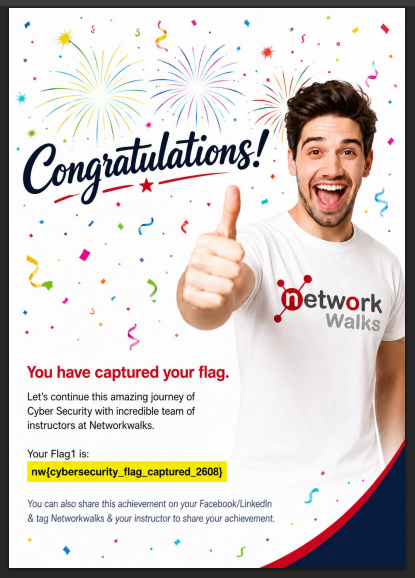 Congratulations!
network
Walks
You have captured your flag.
Let's continue this amazing journey of
Cyber Security with incredible team of
instructors at Networkwalks.
Your Flag1 is:
nw{cybersecurity_flag_captured_2608}
You can also share this achievement on your Facebook/LinkedIn
& tag Networkwalks & your instructor to share your achievement.